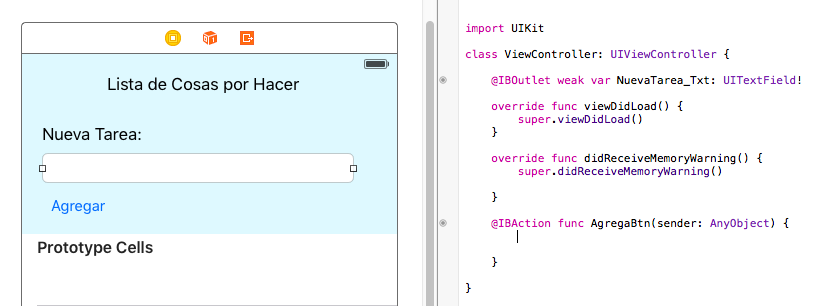 Lista de Cosas por Hacer
Nueva Tarea:
Agregar
Prototype Cells
import UIKit
class ViewController: UIViewController {
@IBOutlet weak var NuevaTarea_Txt: UITextField!
override func viewDidLoad() {
super.viewDidLoad()
}
override func didReceiveMemoryWarning() {
super.didReceiveMemoryWarning()
}
@IBAction func AgregaBtn(sender: AnyObject) {
}
}